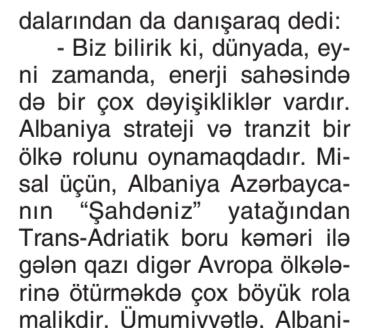 dalarından da danışaraq dedi:
- Biz bilirik ki, dünyada, ey-
ni zamanda, enerji sahəsində
də bir çox dəyişikliklər vardır.
Albaniya strateji və tranzit bir
ölkə rolunu oynamaqdadır. Mi-
sal üçün, Albaniya Azərbayca-
nın “Şahdəniz” yatağından
Trans-Adriatik boru kəməri ilə
gələn qazı digər Avropa ölkələ-
rinə ötürməkdə çox böyük rola
malikdir. Ümumiyyətlə, Albani-